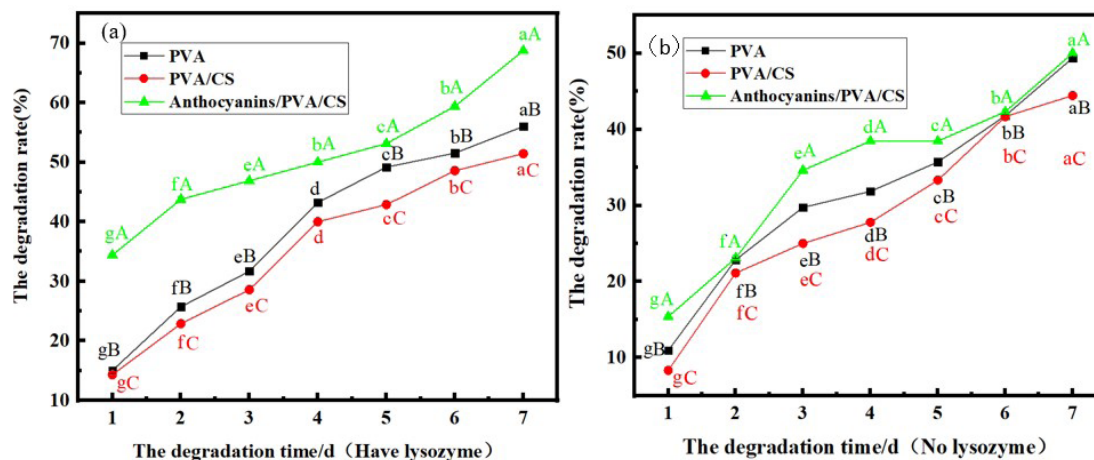 (a)
PVA
PVA/CS
Anthocyanins/PVA/CS
The degradation rate(%)
70
60
50
40
30
20
10
gA
fA
eA
bA
cA
bA
aA
gB
fB
eB
d
cB
bB
aB
gC
fC
eC
d
cC
bC
aC
1 2 3 4 5 6 7
The degradation time/d（Have lysozyme）
（b）
PVA
PVA/CS
Anthocyanins/PVA/CS
The degradation rate(%)
50
40
30
20
10
gA
fA
eA
dA
cA
bA
aA
gB
fB
eB
dB
cB
bB
aB
gC
fC
eC
dC
cC
bC
aC
1 2 3 4 5 6 7
The degradation time/d（No lysozyme）